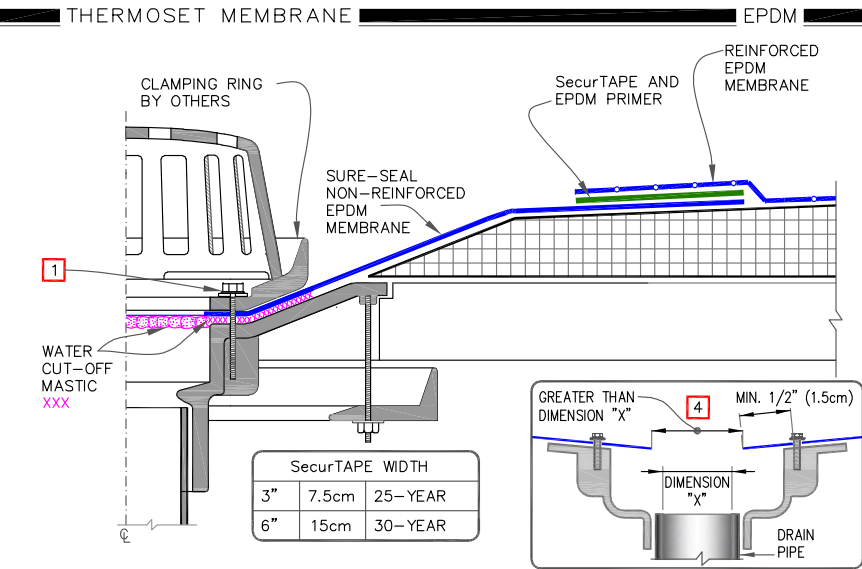 THERMOSET MEMBRANE
EPDM
CLAMPING RING
BY OTHERS
SecurTAPE AND
EPDM PRIMER
REINFORCED
EPDM
MEMBRANE
SURE-SEAL
NON-REINFORCED
EPDM
MEMBRANE
1
WATER
CUT-OFF
MASTIC
XXX
SecurTAPE WIDTH
3" 7.5cm 25-YEAR
6" 15cm 30-YEAR
GREATER THAN
DIMENSION "X"
4
MIN. 1/2" (1.5cm)
DIMENSION
"X"
DRAIN
PIPE
℄